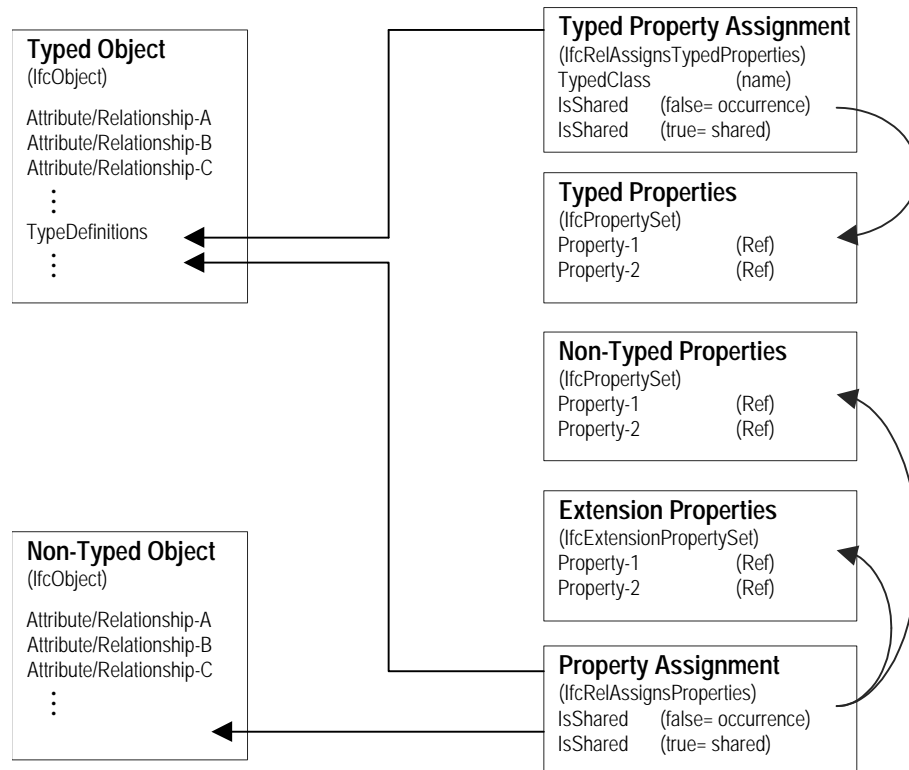 Typed Object
(IfcObject)
Attribute/Relationship-A
Attribute/Relationship-B
Attribute/Relationship-C
TypeDefinitions
Non-Typed Object
(IfcObject)
Attribute/Relationship-A
Attribute/Relationship-B
Attribute/Relationship-C
Typed Property Assignment
(IfcRelAssignsTypedProperties)
TypedClass (name)
IsShared (false= occurrence)
IsShared (true= shared)
Typed Properties
(IfcPropertySet)
Property-1 (Ref)
Property-2 (Ref)
Non-Typed Properties
(IfcPropertySet)
Property-1 (Ref)
Property-2 (Ref)
Extension Properties
(IfcExtensionPropertySet)
Property-1 (Ref)
Property-2 (Ref)
Property Assignment
(IfcRelAssignsProperties)
IsShared (false= occurrence)
IsShared (true= shared)